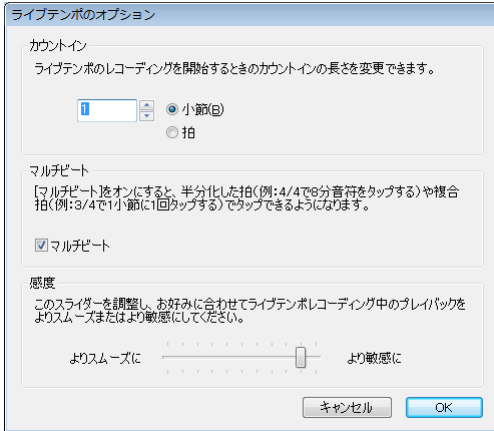 ライブテンポのオプション
カウントイン
ライブテンポのレコーディングを開始するときのカウントインの長さを変更できます。
1 小節(B)
拍
マルチビート
[マルチビート]をオンにすると、半分化した拍(例:4/4で8分音符をタップする)や複合
拍(例:3/4で1小節に1回タップする)でタップできるようになります。
マルチビート
感度
このスライダーを調整し、お好みに合わせてライブテンポレコーディング中のプレイバックを
よりスムーズまたはより敏感にしてください。
よりスムーズに より敏感に
キャンセル OK